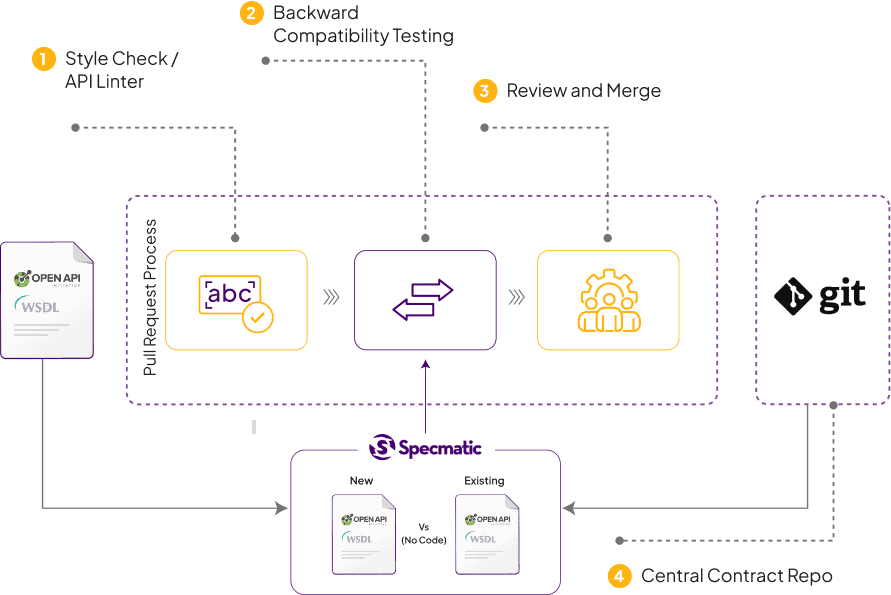 2 Backward
Compatibility Testing
1 Style Check /
API Linter
3 Review and Merge
Pull Request Process
OPEN API
INITIATIVE
WSDL
abc
git
Specmatic
New
Existing
OPEN API
WSDL
Vs
(No Code)
OPEN API
WSDL
4 Central Contract Repo